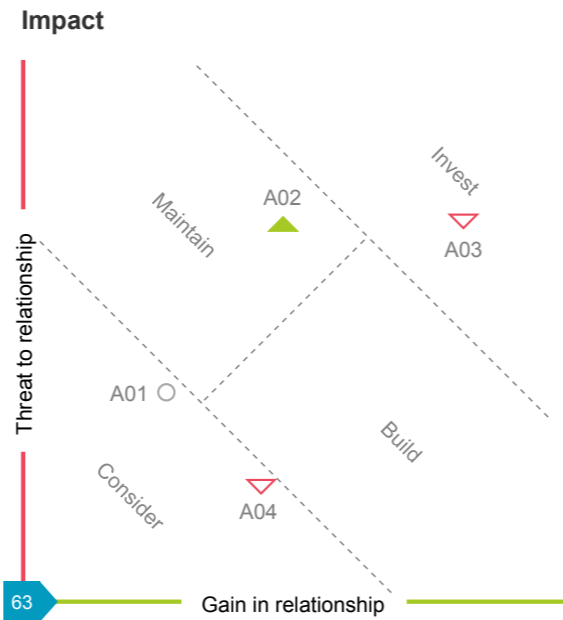 Impact
Invest
A02
Maintain
A03
Threat to relationship
A01
Build
Consider
A04
63
Gain in relationship